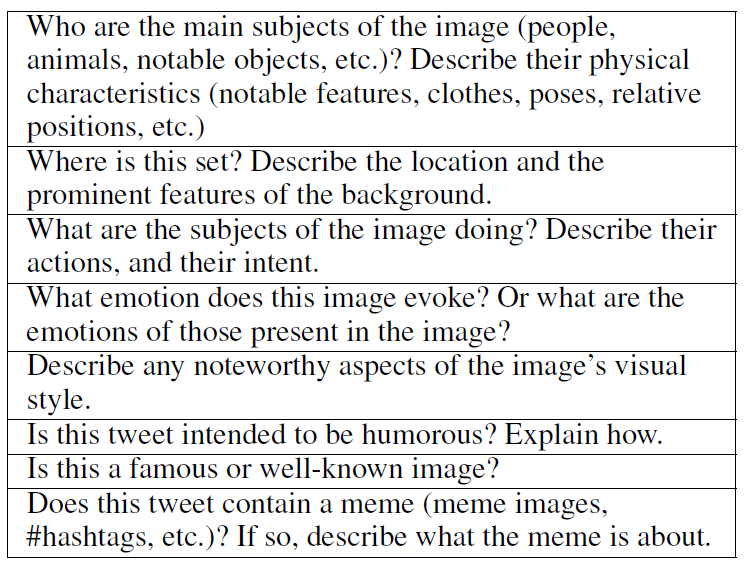 Who are the main subjects of the image (people,
animals, notable objects, etc.)? Describe their physical
characteristics (notable features, clothes, poses, relative
positions, etc.)
Where is this set? Describe the location and the
prominent features of the background.
What are the subjects of the image doing? Describe their
actions, and their intent.
What emotion does this image evoke? Or what are the
emotions of those present in the image?
Describe any noteworthy aspects of the image’s visual
style.
Is this tweet intended to be humorous? Explain how.
Is this a famous or well-known image?
Does this tweet contain a meme (meme images,
#hashtags, etc.)? If so, describe what the meme is about.